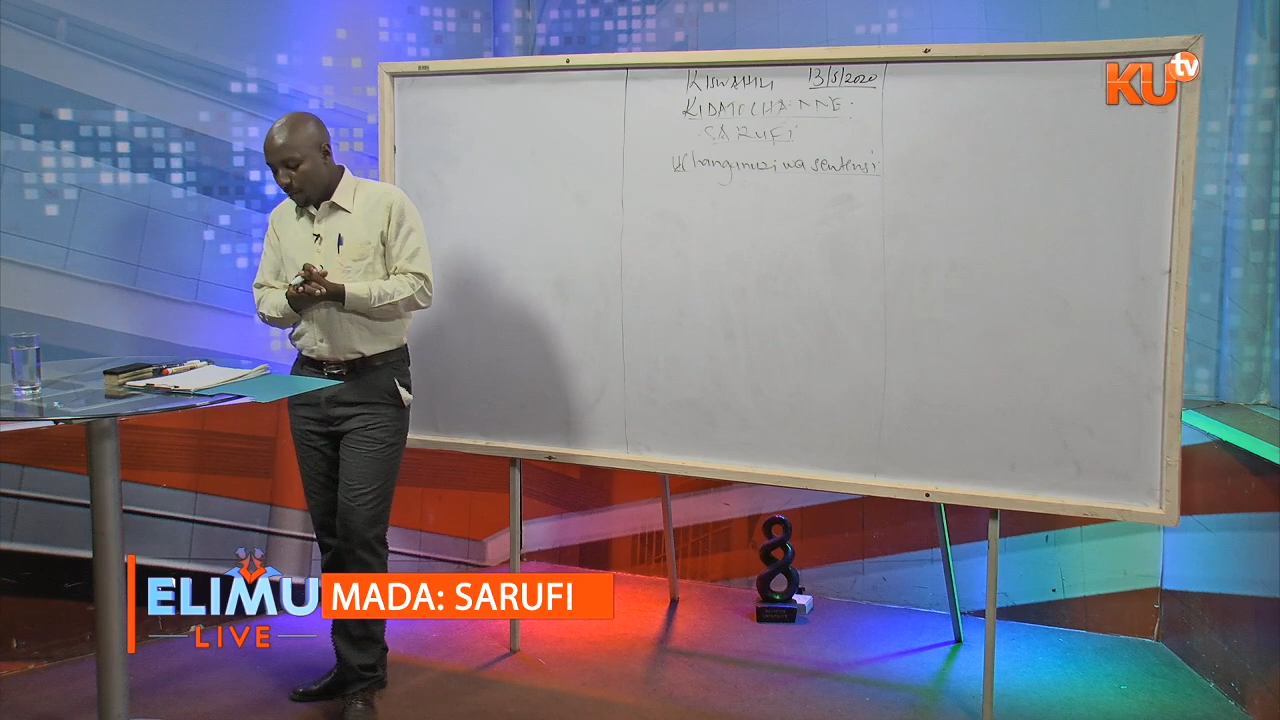 KU tv
KISWAHILI 13/5/2020
KIDATO CHA NNE:
SARUFI
Uchanganuzi wa sentensi
ELIMU
LIVE
MADA: SARUFI